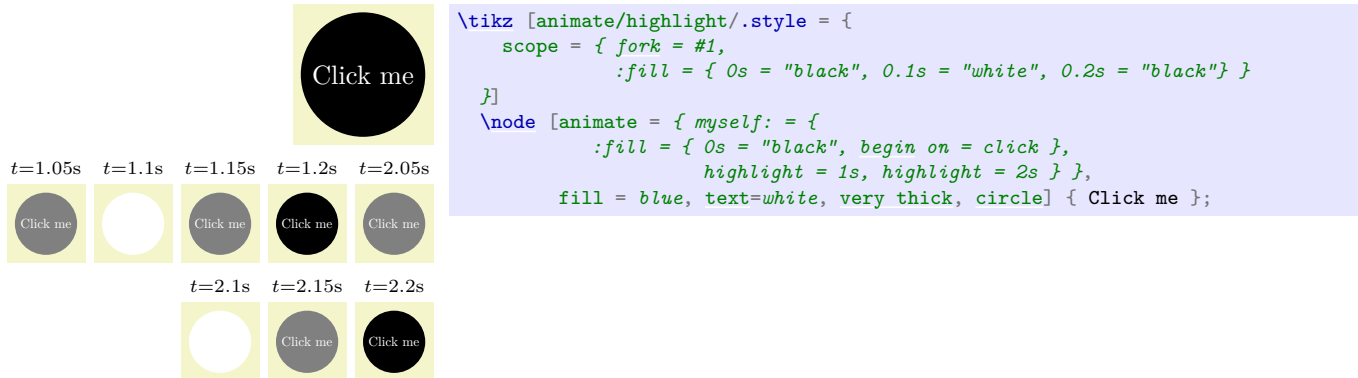 Click me
t=1.05s t=1.1s t=1.15s t=1.2s t=2.05s
Click me Click me Click me Click me
t=2.1s t=2.15s t=2.2s
Click me Click me
\tikz [animate/highlight/.style = {
scope = { fork = #1,
:fill = { 0s = "black", 0.1s = "white", 0.2s = "black"} }
}]
\node [animate = { myself: = {
:fill = { 0s = "black", begin on = click },
highlight = 1s, highlight = 2s } },
fill = blue, text=white, very thick, circle] { Click me };